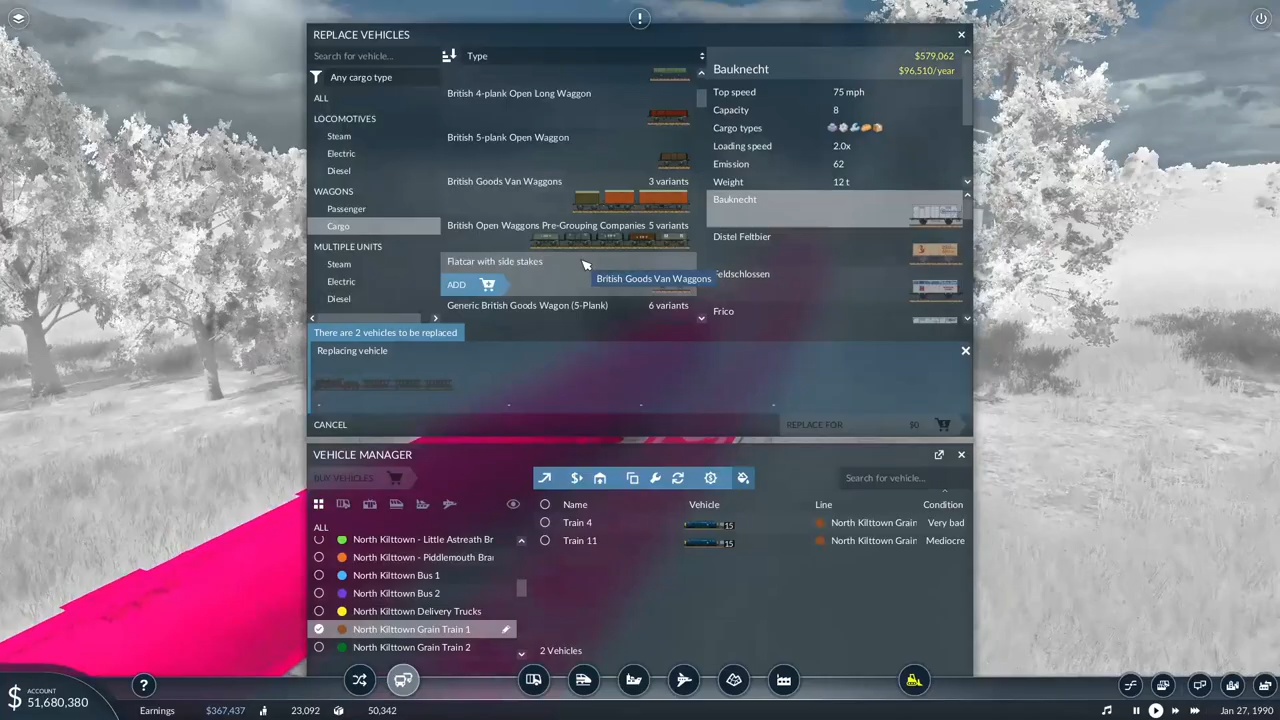 REPLACE VEHICLES
Search for vehicle...
Type
Any cargo type
ALL
LOCOMOTIVES
Steam
Electric
Diesel
WAGONS
Passenger
Cargo
MULTIPLE UNITS
Steam
Electric
Diesel
British 4-plank Open Long Waggon
British 5-plank Open Waggon
British Goods Van Waggons 3 variants
British Open Waggons Pre-Grouping Companies 5 variants
Flatcar with side stakes
ADD
British Goods Van Waggons
Generic British Goods Wagon (5-Plank) 6 variants
$579,062
Bauknecht $96,510/year
Top speed 75 mph
Capacity 8
Cargo types
Loading speed 2.0x
Emission 62
Weight 12 t
Bauknecht
Distel Feltbier
eldschlossen
Frico
There are 2 vehicles to be replaced
Replacing vehicle
CANCEL
REPLACE FOR $0
VEHICLE MANAGER
BUY VEHICLES
Search for vehicle...
ALL
North Kilttown - Little Astreath Br
North Kilttown - Piddlemouth Bra
North Kilttown Bus 1
North Kilttown Bus 2
North Kilttown Delivery Trucks
North Kilttown Grain Train 1
North Kilttown Grain Train 2
Name Vehicle Line Condition
Train 4 15 North Kilttown Grain Very bad
Train 11 15 North Kilttown Grain Mediocre
2 Vehicles
ACCOUNT
$ 51,680,380
?
Earnings $367,437 23,092 50,342
Jan 27, 1990